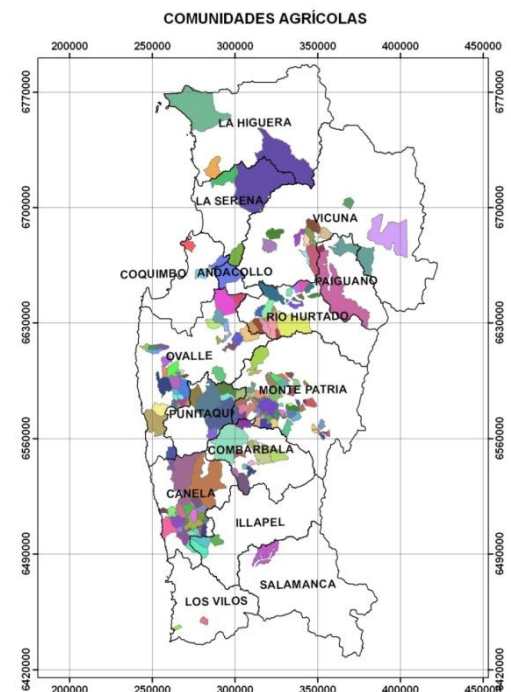 COMUNIDADES AGRÍCOLAS
200000 250000 300000 350000 400000 450000
6770000 6770000
LA HIGUERA
6700000 6700000
LA SERENA
VICUNA
COQUIMBO ANDACOLLO
PAIGUANO
RIO HURTADO
6630000 6630000
OVALLE
MONTE PATRIA
PUNITAQUI
6560000 6560000
COMBARBALA
CANELA
ILLAPEL
6490000 6490000
SALAMANCA
LOS VILOS
6420000 6420000
200000 250000 300000 350000 400000